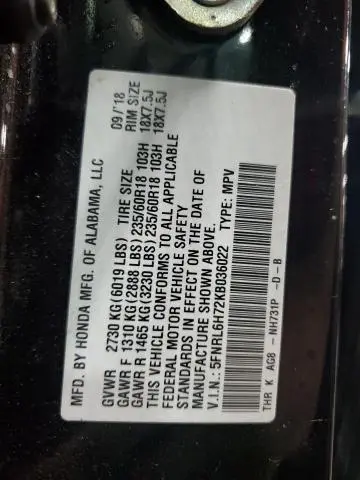 MFD. BY HONDA MFG. OF ALABAMA, LLC 09/'18
GVWR 2730 KG(6019 LBS) TIRE SIZE RIM SIZE
GAWR F 1310 KG(2888 LBS) 235/60R18 103H 18X7.5J
GAWR R 1465 KG(3230 LBS) 235/60R18 103H 18X7.5J
THIS VEHICLE CONFORMS TO ALL APPLICABLE
FEDERAL MOTOR VEHICLE SAFETY
STANDARDS IN EFFECT ON THE DATE OF
MANUFACTURE SHOWN ABOVE.
V.I.N.: 5FNRL6H72KB036022 TYPE: MPV
THR K AG8 -NH731P -D-B